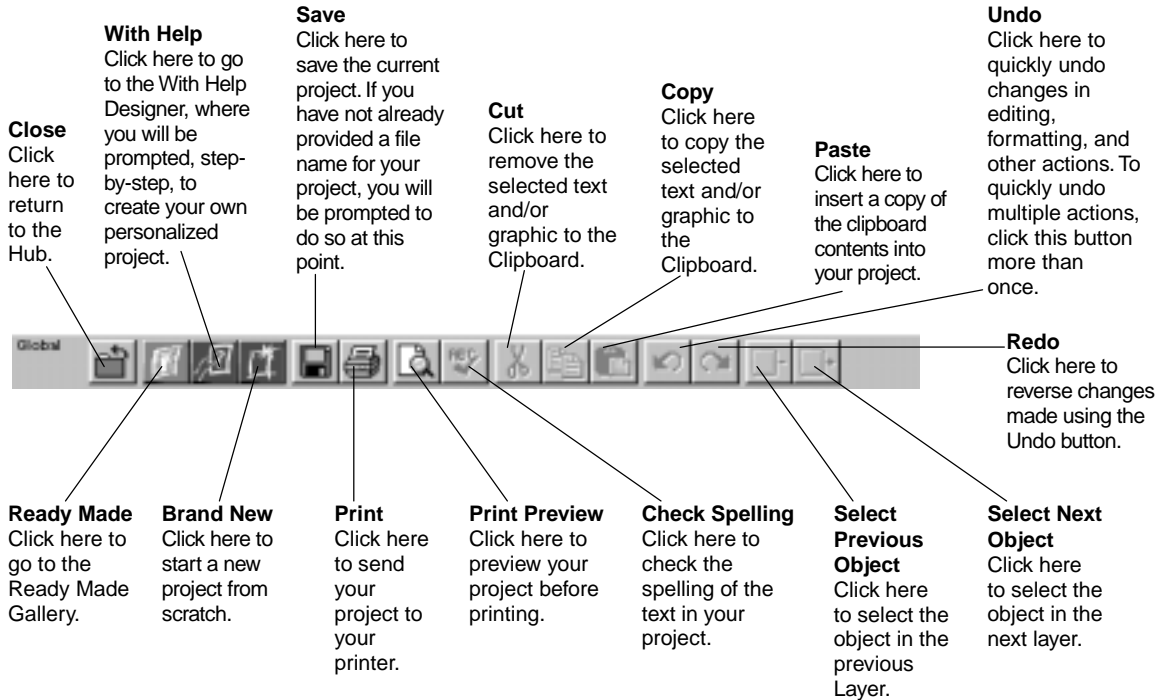 Close
Click
here to
return
to the
Hub.
With Help
Click here to go
to the With Help
Designer, where
you will be
prompted, step-
by-step, to
create your own
personalized
project.
Save
Click here to
save the current
project. If you
have not already
provided a file
name for your
project, you will
be prompted to
do so at this
point.
Cut
Click here to
remove the
selected text
and/or
graphic to the
Clipboard.
Copy
Click here
to copy the
selected
text and/or
graphic to
the
Clipboard.
Paste
Click here to
insert a copy of
the clipboard
contents into
your project.
Undo
Click here to
quickly undo
changes in
editing,
formatting, and
other actions. To
quickly undo
multiple actions,
click this button
more than
once.
Global
ABC
Redo
Click here to
reverse changes
made using the
Undo button.
Ready Made
Click here to
go to the
Ready Made
Gallery.
Brand New
Click here to
start a new
project from
scratch.
Print
Click here
to send
your
project to
your
printer.
Print Preview
Click here to
preview your
project before
printing.
Check Spelling
Click here to
check the
spelling of the
text in your
project.
Select
Previous
Object
Click here
to select the
object in the
previous
Layer.
Select Next
Object
Click here
to select the
object in the
next layer.